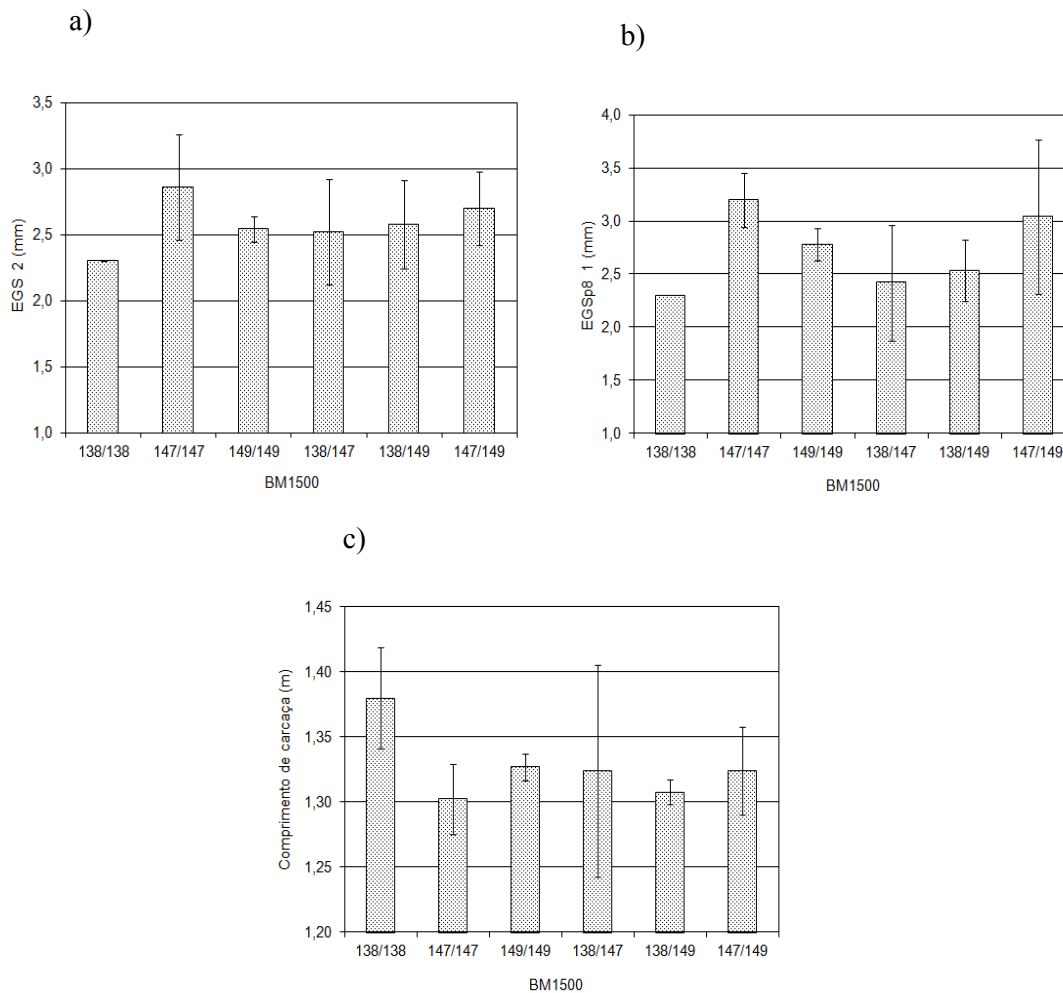 a)
b)
3,5
3,0
2,5
2,0
1,5
1,0
EGS 2 (mm)
138/138 147/147 149/149 138/147 138/149 147/149
BM1500
4,0
3,5
3,0
2,5
2,0
1,5
1,0
EGSp8 1 (mm)
138/138 147/147 149/149 138/147 138/149 147/149
BM1500
c)
1,45
1,40
1,35
1,30
1,25
1,20
Comprimento de carcaça (m)
138/138 147/147 149/149 138/147 138/149 147/149
BM1500